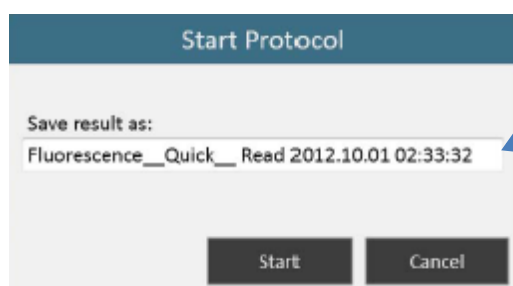 Start Protocol
Save result as:
Fluorescence__Quick__ Read 2012.10.01 02:33:32
Start Cancel